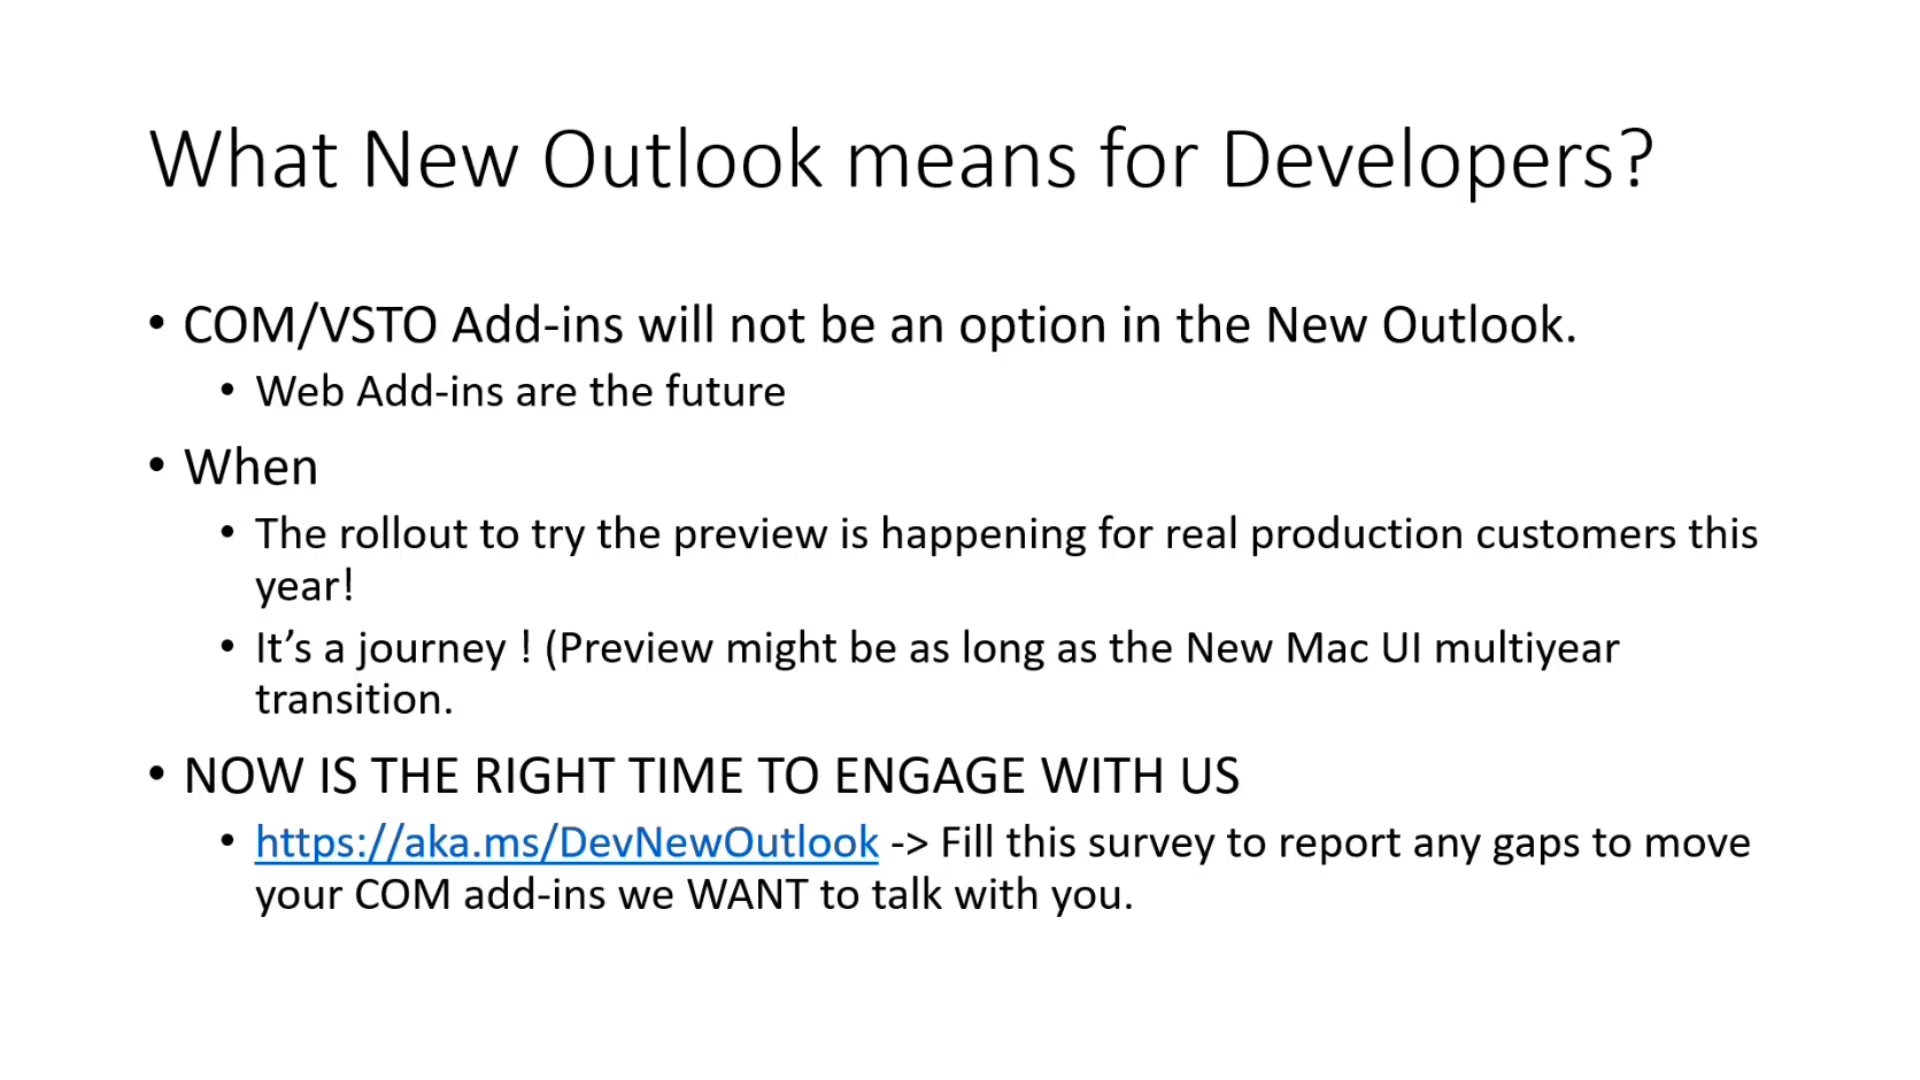 What New Outlook means for Developers?
• COM/VSTO Add-ins will not be an option in the New Outlook.
• Web Add-ins are the future
• When
• The rollout to try the preview is happening for real production customers this
year!
• It’s a journey ! (Preview might be as long as the New Mac UI multiyear
transition.
• NOW IS THE RIGHT TIME TO ENGAGE WITH US
• https://aka.ms/DevNewOutlook -> Fill this survey to report any gaps to move
your COM add-ins we WANT to talk with you.